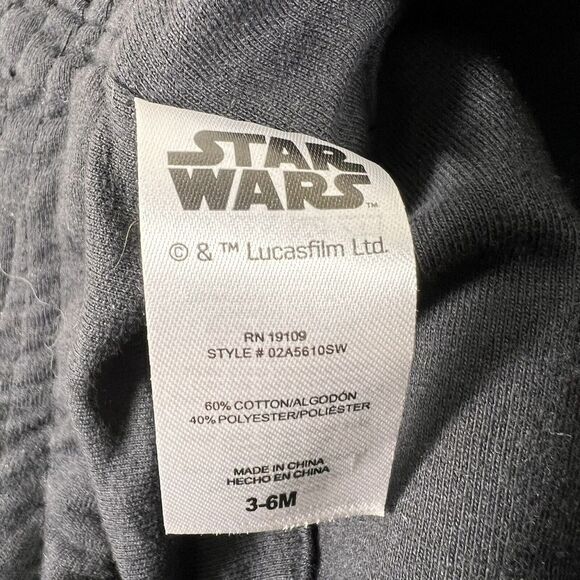 STAR
WARS™
© & ™ Lucasfilm Ltd.
RN 19109
STYLE # 02A5610SW
60% COTTON/ALGODÓN
40% POLYESTER/POLIÉSTER
MADE IN CHINA
HECHO EN CHINA
3-6M